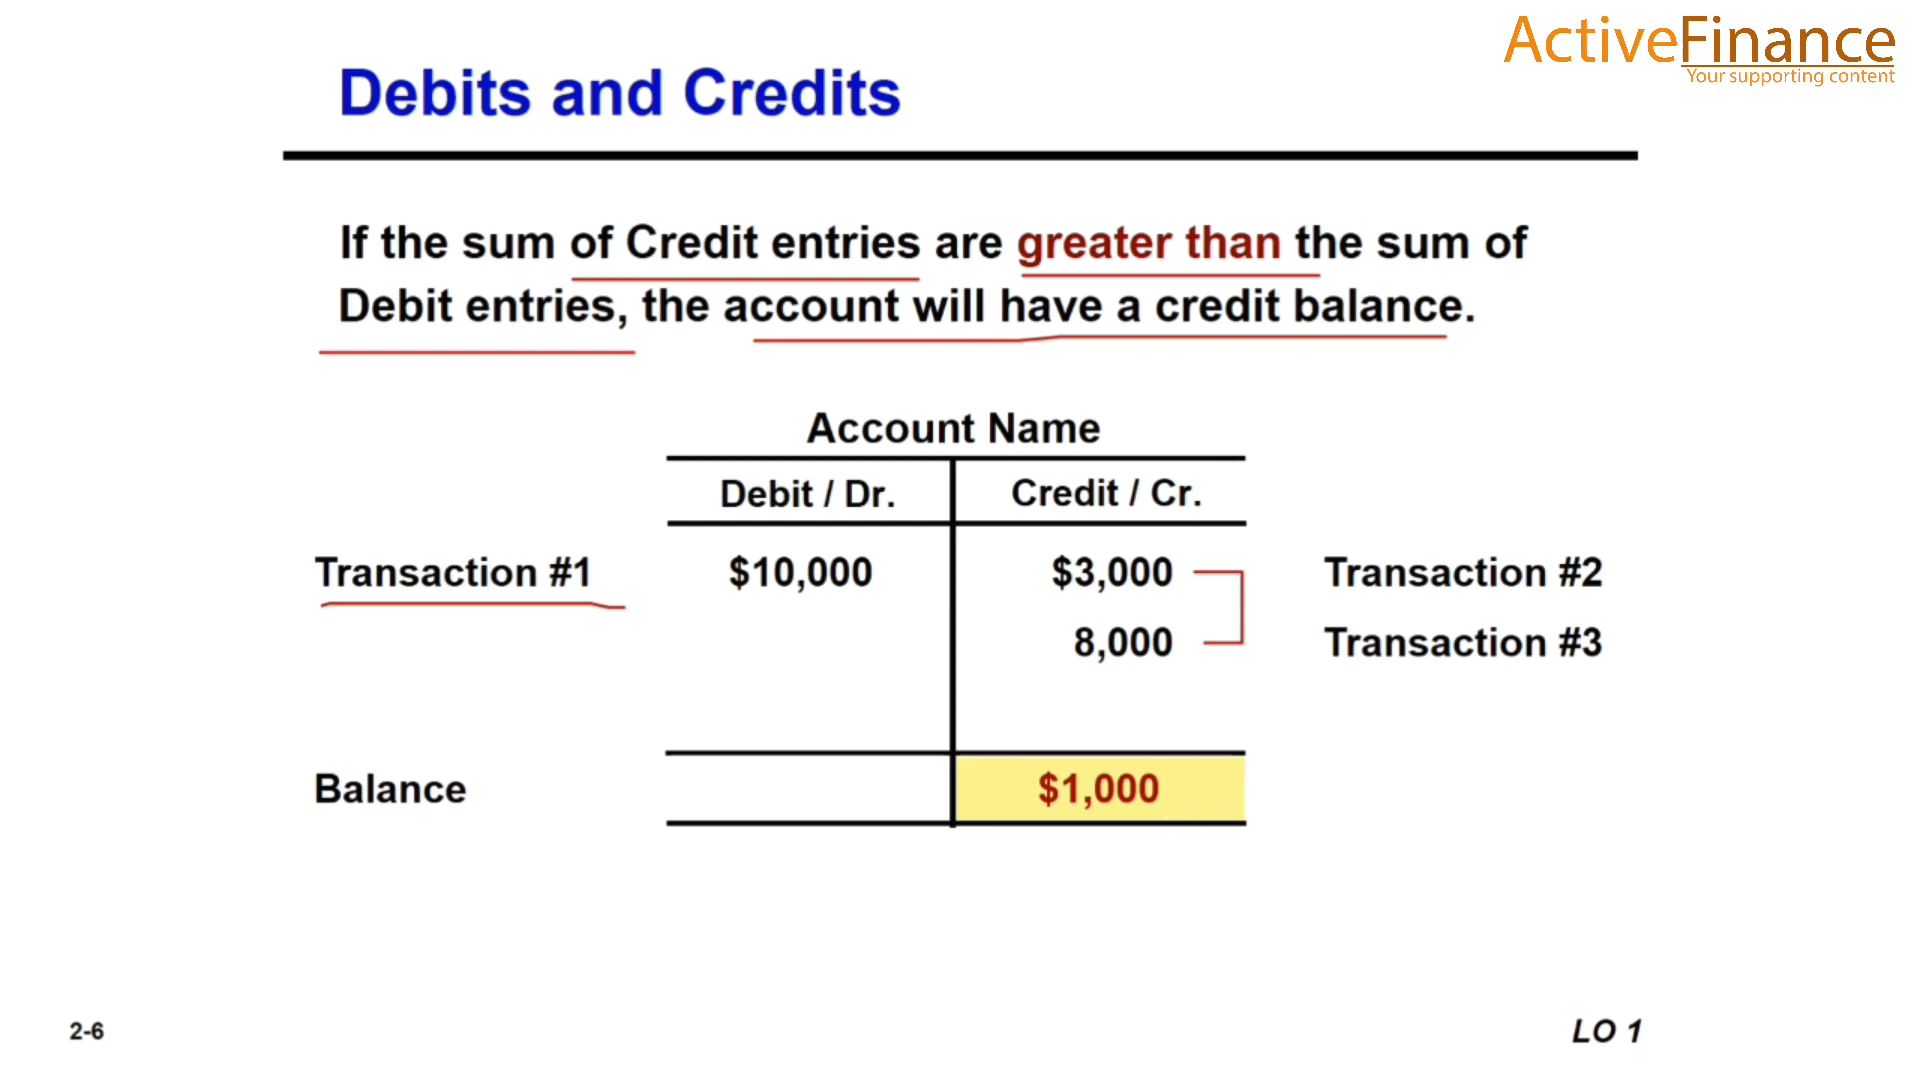 ActiveFinance
Your supporting content
Debits and Credits
If the sum of Credit entries are greater than the sum of
Debit entries, the account will have a credit balance.
Account Name
Debit / Dr. Credit / Cr.
Transaction #1 $10,000 $3,000 Transaction #2
8,000 Transaction #3
Balance $1,000
2-6 LO 1